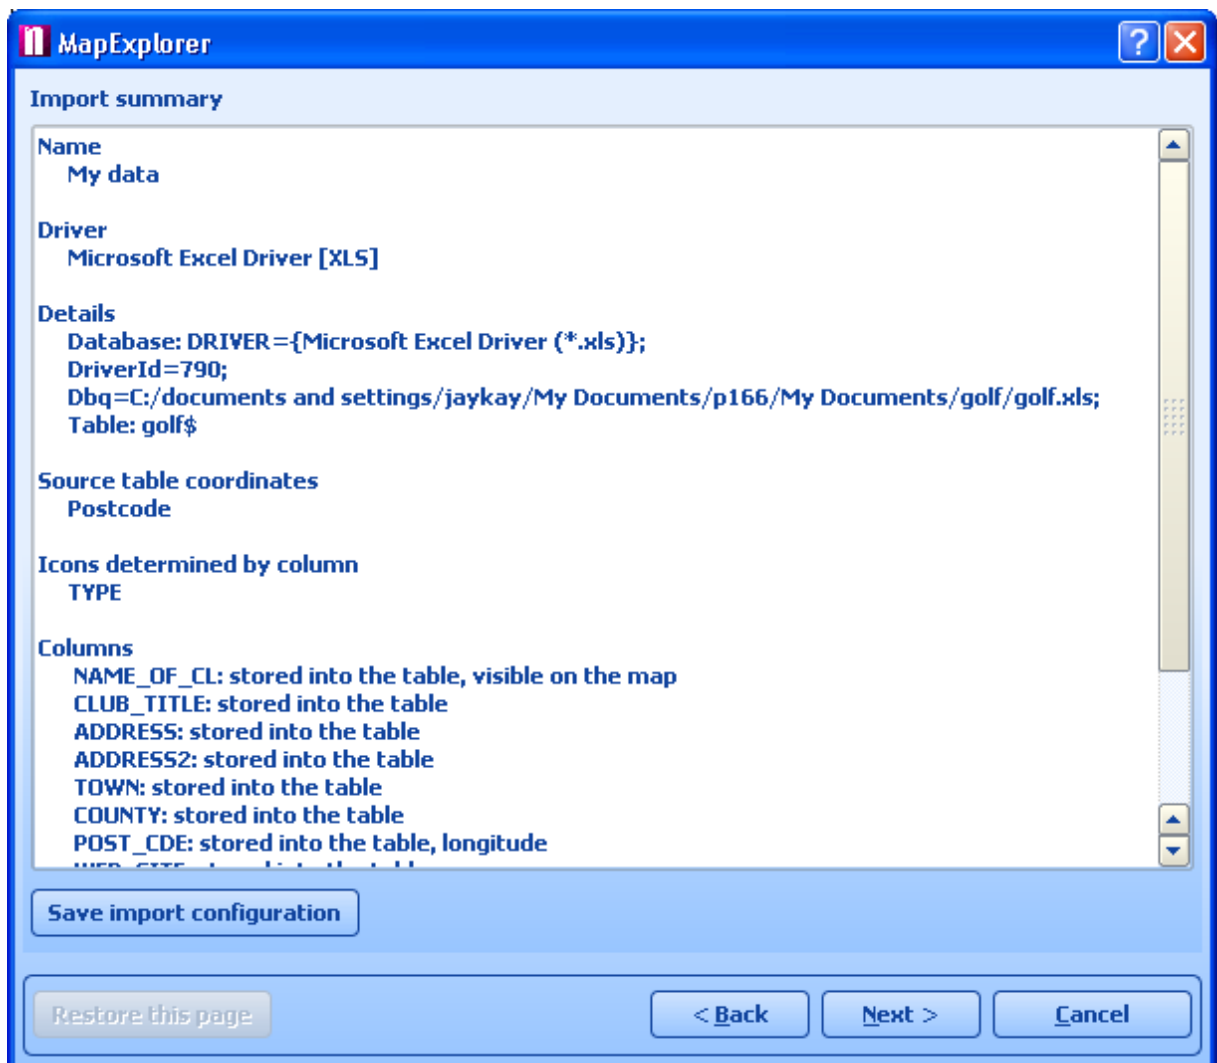 MapExplorer
Import summary
Name
My data
Driver
Microsoft Excel Driver [XLS]
Details
Database: DRIVER={Microsoft Excel Driver (*.xls)};
DriverId=790;
Dbq=C:/documents and settings/jaykay/My Documents/p166/My Documents/golf/golf.xls;
Table: golf$
Source table coordinates
Postcode
Icons determined by column
TYPE
Columns
NAME_OF_CL: stored into the table, visible on the map
CLUB_TITLE: stored into the table
ADDRESS: stored into the table
ADDRESS2: stored into the table
TOWN: stored into the table
COUNTY: stored into the table
POST_CDE: stored into the table, longitude
Save import configuration
Restore this page
< Back
Next >
Cancel